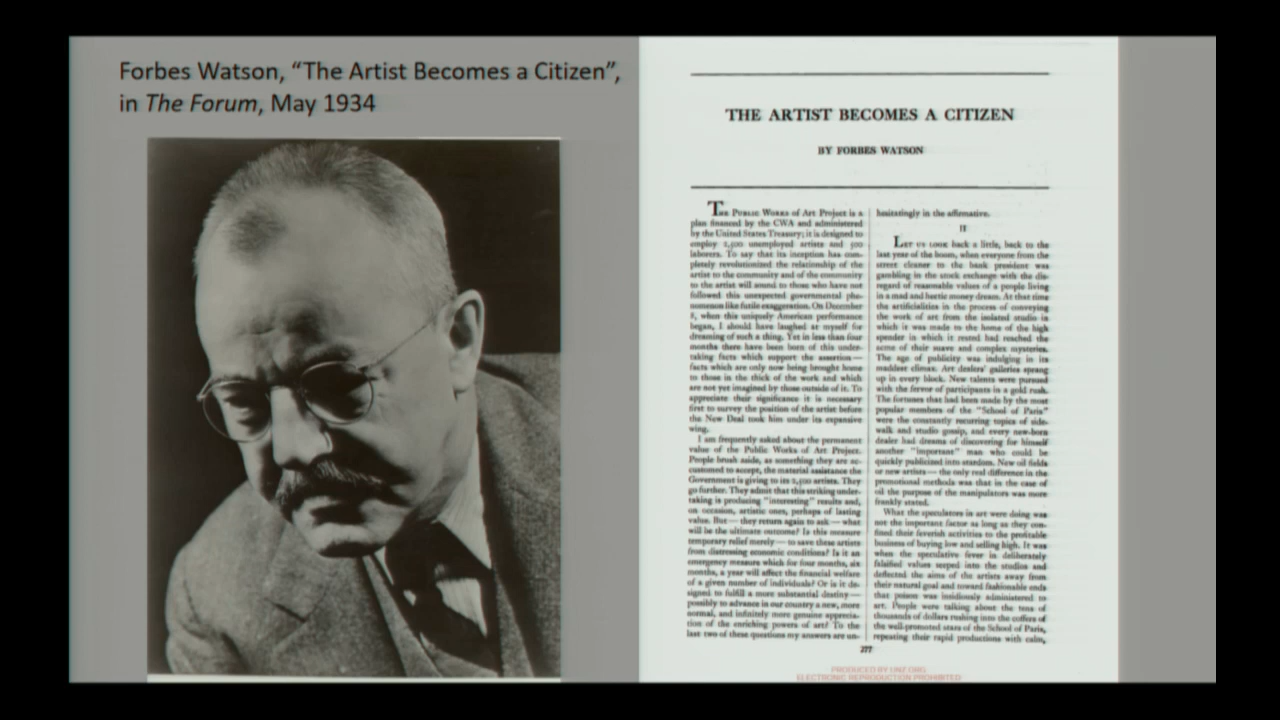 Forbes Watson, “The Artist Becomes a Citizen”,
in The Forum, May 1934
THE ARTIST BECOMES A CITIZEN
BY FORBES WATSON
The Public Works of Art Project is a
plan financed by the CWA and administered
by the United States Treasury; it is designed to
employ 2,500 unemployed artists and 500
laborers. To say that its inception has com-
pletely revolutionized the relationship of the
artist to the community and of the community
to the artist will sound to those who have not
followed this unexpected governmental phe-
nomenon like futile exaggeration. On December
8, when this uniquely American performance
began, I should have laughed at myself for
dreaming of such a thing. Yet in less than four
months there have been born of this under-
taking facts which support the assertion—
facts which are only now being brought home
to those in the thick of the work and which
are not yet imagined by those outside of it. To
appreciate their significance it is necessary
first to survey the position of the artist before
the New Deal took him under its expansive
wing.
I am frequently asked about the permanent
value of the Public Works of Art Project.
People brush aside, as something they are ac-
customed to accept, the material assistance the
Government is giving to its 2,500 artists. They
go further. They admit that this striking under-
taking is producing "interesting" results and,
on occasion, artistic ones, perhaps of lasting
value. But — they return again to ask — what
will be the ultimate outcome? Is this measure
temporary relief merely — to save these artists
from distressing economic conditions? Is it an
emergency measure which for four months, six
months, a year will affect the financial welfare
of a given number of individuals? Or is it de-
signed to fulfill a more substantial destiny —
possibly to advance in our country a new, more
normal, and infinitely more genuine apprecia-
tion of the enriching powers of art? To the
last two of these questions my answers are un-
hesitatingly in the affirmative.
II
Let us look back a little, back to the
last year of the boom, when everyone from the
street cleaner to the bank president was
gambling in the stock exchange with the dis-
regard of reasonable values of a people living
in a mad and hectic money dream. At that time
the artificialities in the process of conveying
the work of art from the isolated studio in
which it was made to the home of the high
spender in which it rested had reached the
acme of their suave and complex mysteries.
The age of publicity was indulging in its
maddest climax. Art dealers' galleries sprang
up in every block. New talents were pursued
with the fervor of participants in a gold rush.
The fortunes that had been made by the most
popular members of the "School of Paris"
were the constantly recurring topics of side-
walk and studio gossip, and every new-born
dealer had dreams of discovering for himself
another "important" man who could be
quickly publicized into stardom. New oil fields
or new artists — the only real difference in the
promotional methods was that in the case of
oil the purpose of the manipulators was more
frankly stated.
What the speculators in art were doing was
not the important factor as long as they con-
fined their feverish activities to the profitable
business of buying low and selling high. It was
when the speculative fever in deliberately
falsified values seeped into the studios and
deflected the aims of the artists away from
their natural goal and toward fashionable ends
that poison was insidiously administered to
art. People were talking about the tens of
thousands of dollars rushing into the coffers of
the well-promoted stars of the School of Paris,
repeating their rapid productions with calm,
277
PRODUCED BY UNZ.ORG
ELECTRONIC REPRODUCTION PROHIBITED